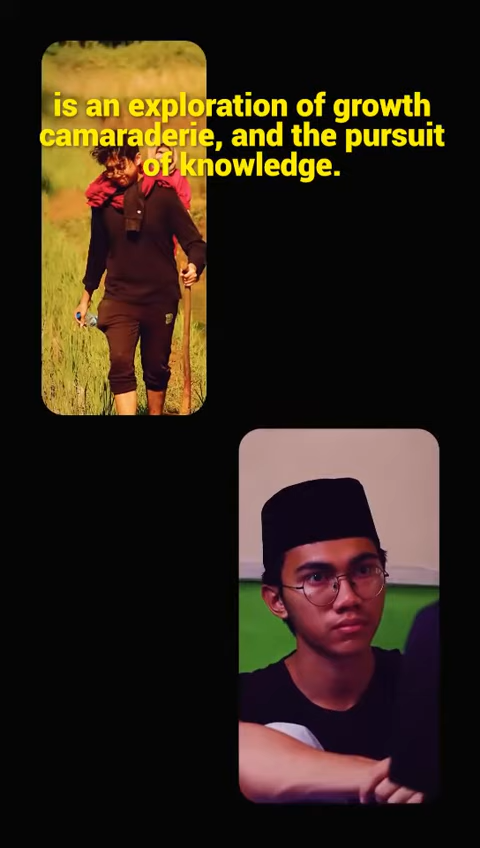 is an exploration of growth
camaraderie, and the pursuit
of knowledge.